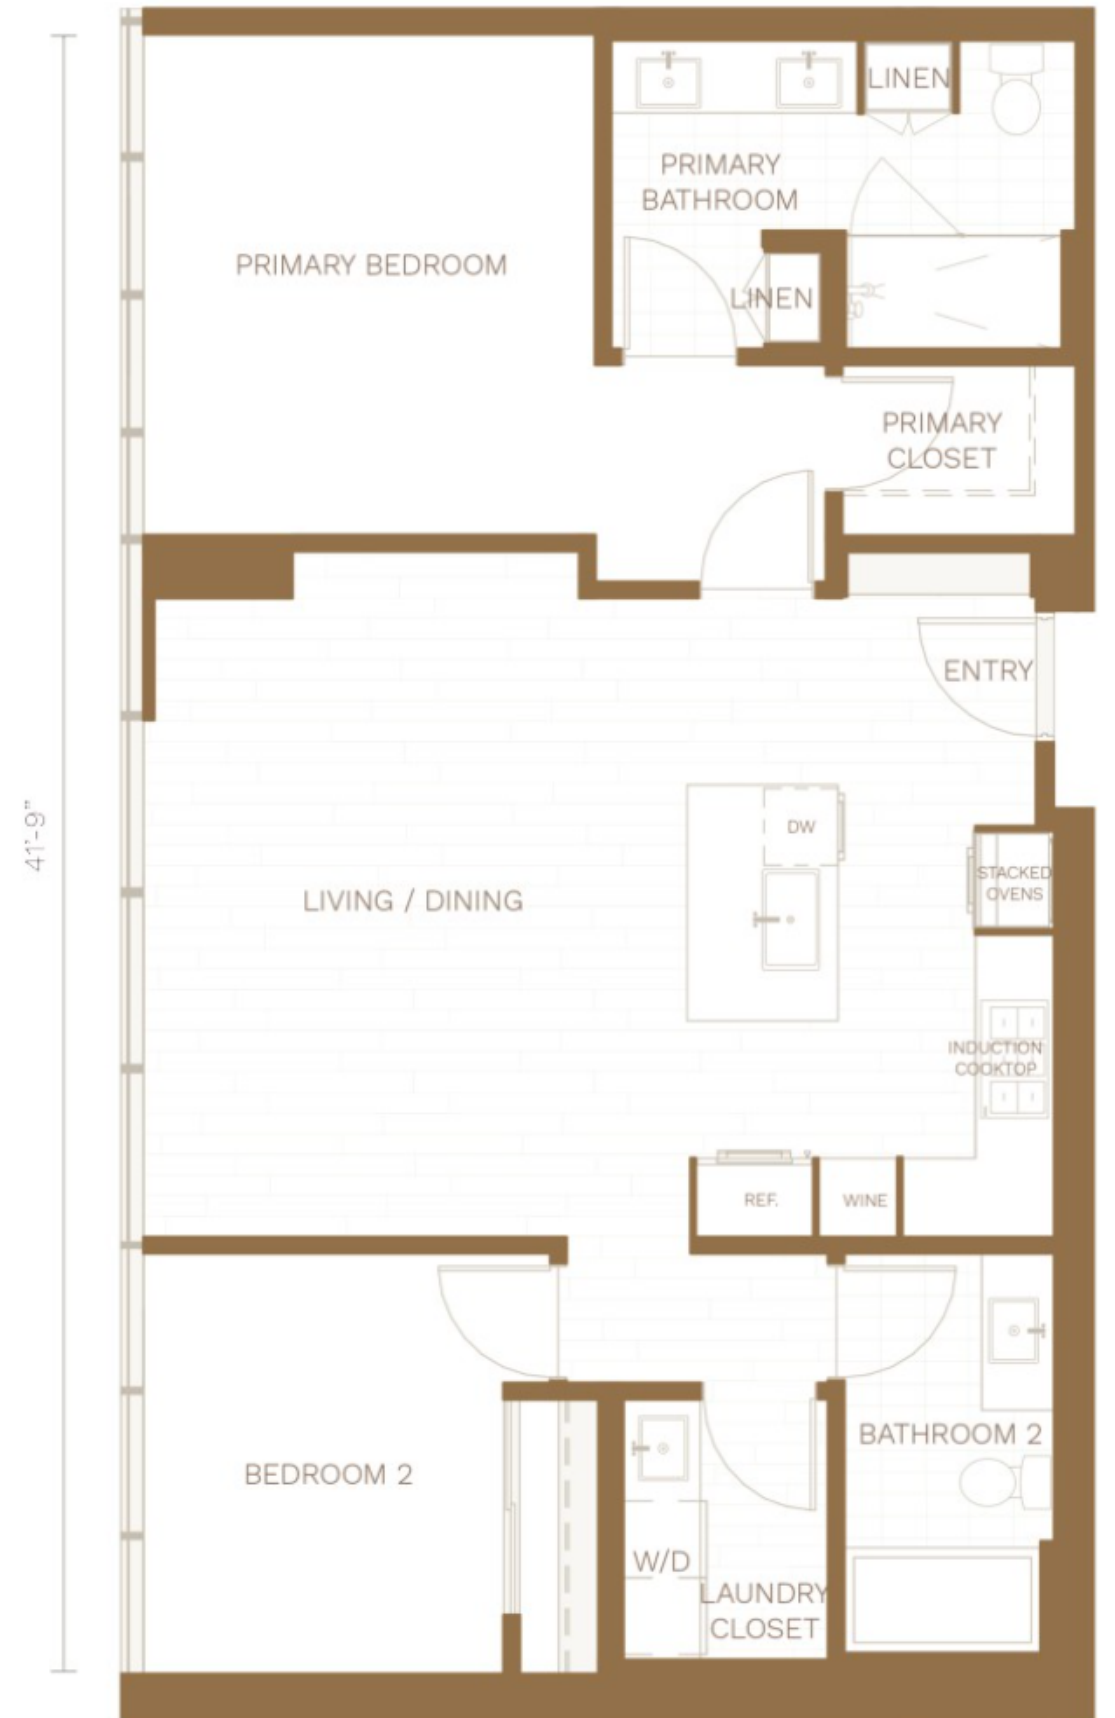 LINEN
PRIMARY
BATHROOM
PRIMARY BEDROOM
LINEN
PRIMARY
CLOSET
ENTRY
41'-9"
DW
STACKED
OVENS
LIVING / DINING
INDUCTION
COOKTOP
REF.
WINE
BATHROOM 2
BEDROOM 2
W/D
LAUNDRY
CLOSET